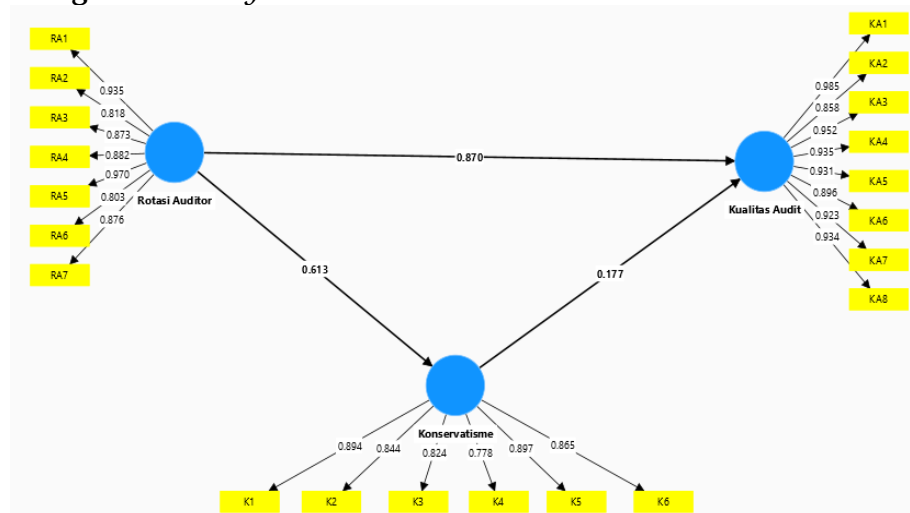 RA1
RA2
RA3
RA4
RA5
RA6
RA7
0.935
0.818
0.873
0.882
0.970
0.803
0.876
Rotasi Auditor
0.870
0.613
0.177
KA1
KA2
KA3
KA4
KA5
KA6
KA7
KA8
0.985
0.858
0.952
0.935
0.931
0.896
0.923
0.934
Kualitas Audit
Konservatisme
0.894
0.844
0.824
0.778
0.897
0.865
K1
K2
K3
K4
K5
K6